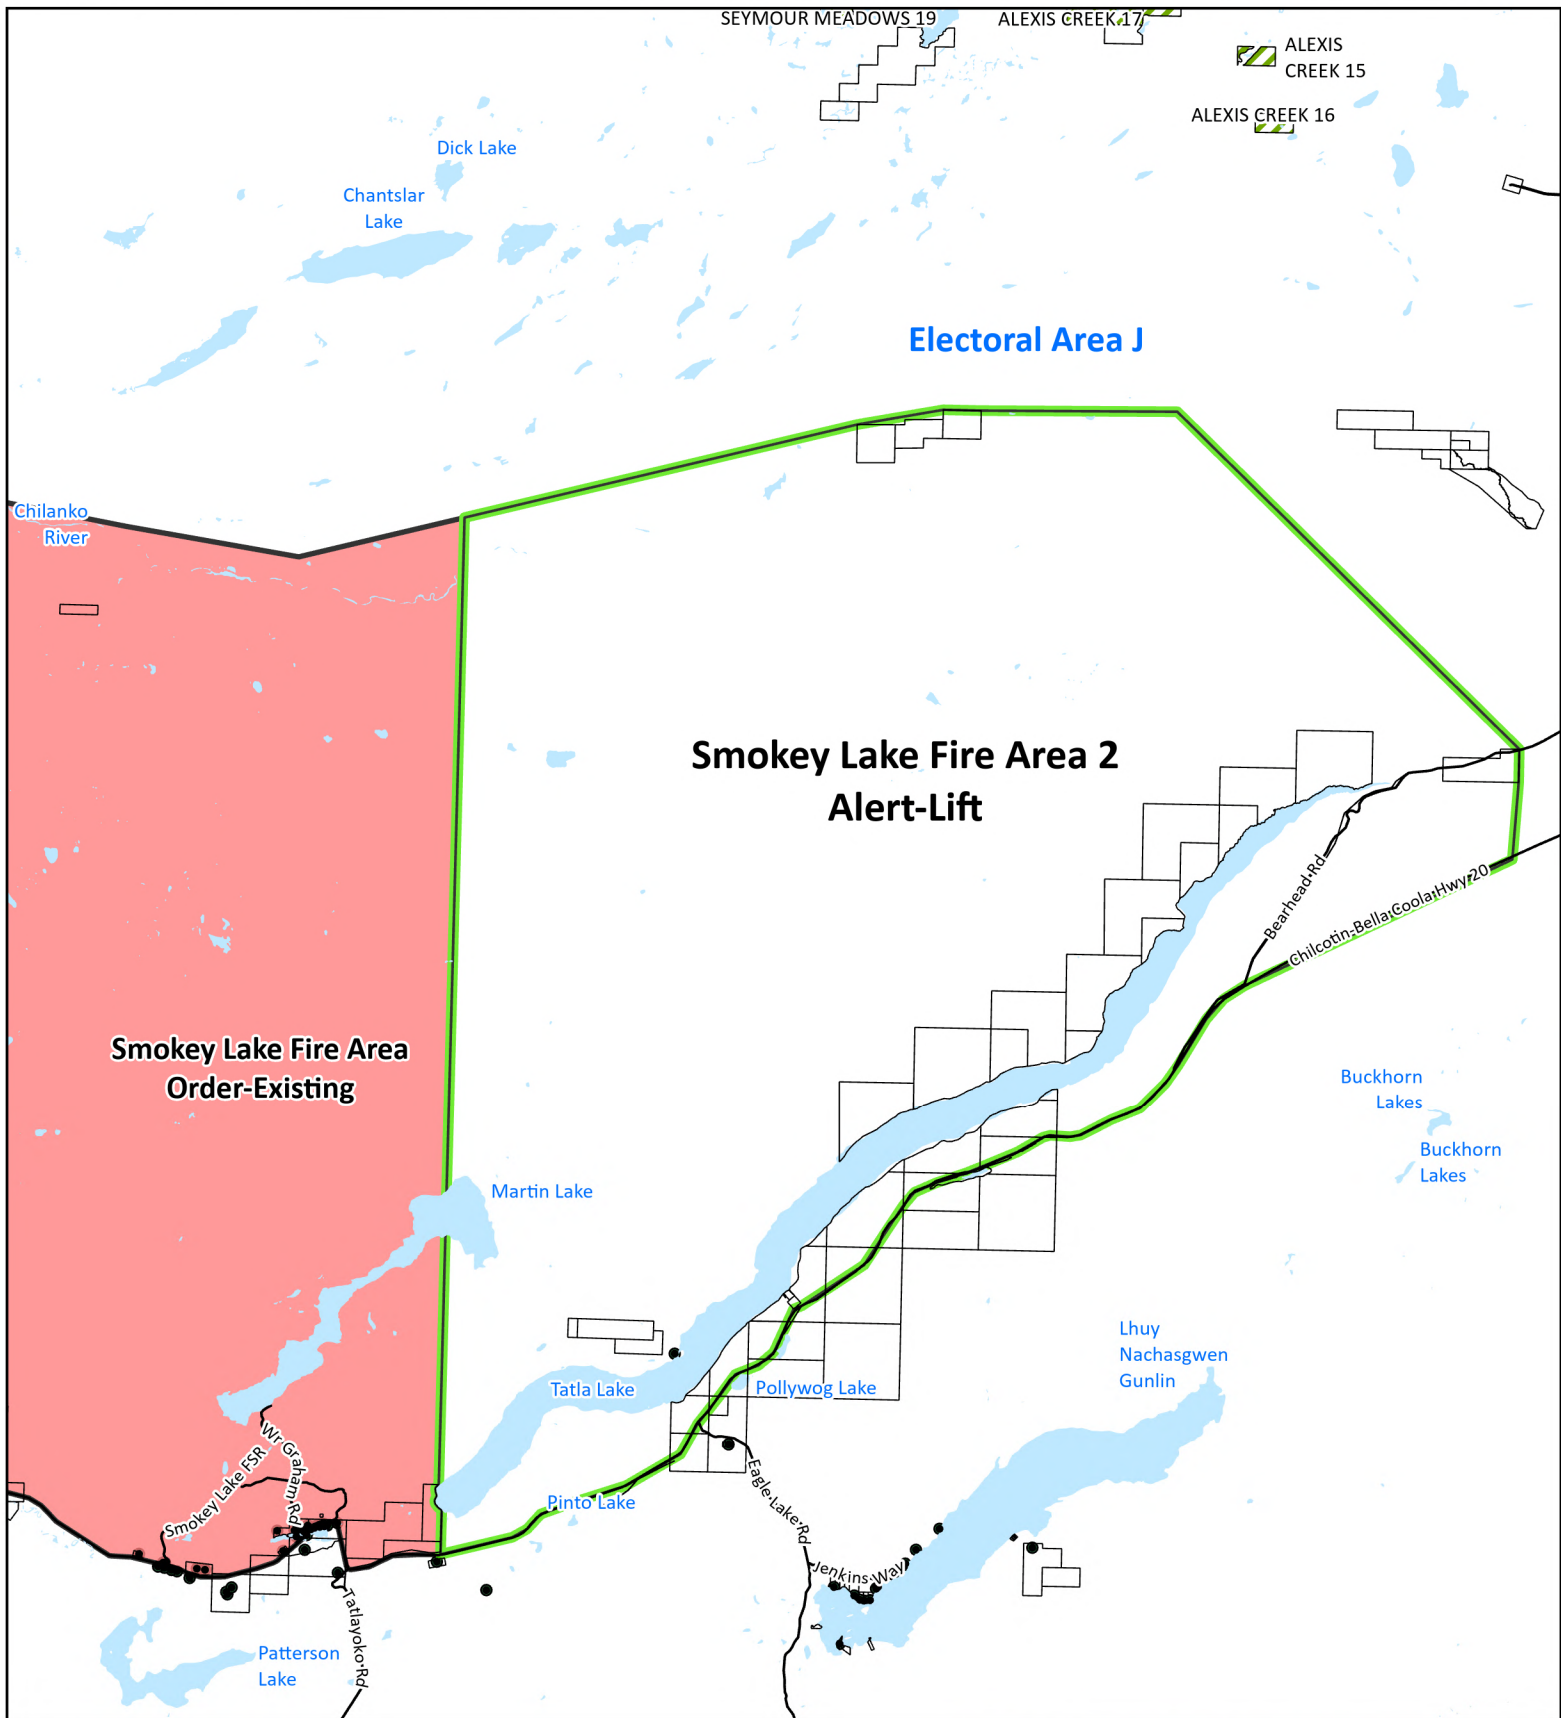 SEYMOUR MEADOWS 19
ALEXIS CREEK 17
ALEXIS
CREEK 15
ALEXIS CREEK 16
Dick Lake
Chantslar
Lake
Electoral Area J
Chilanko
River
Smokey Lake Fire Area 2
Alert-Lift
Bearhead Rd
Chilcotin-Bella Coola Hwy 20
Smokey Lake Fire Area
Order-Existing
Buckhorn
Lakes
Buckhorn
Lakes
Martin Lake
Lhuy
Nachasgwen
Gunlin
Tatla Lake
Pollywog Lake
Wr Graham Rd
Smokey Lake FSR
Eagle Lake Rd
Pinto Lake
Jenkins Way
Tatlayoko Rd
Patterson
Lake